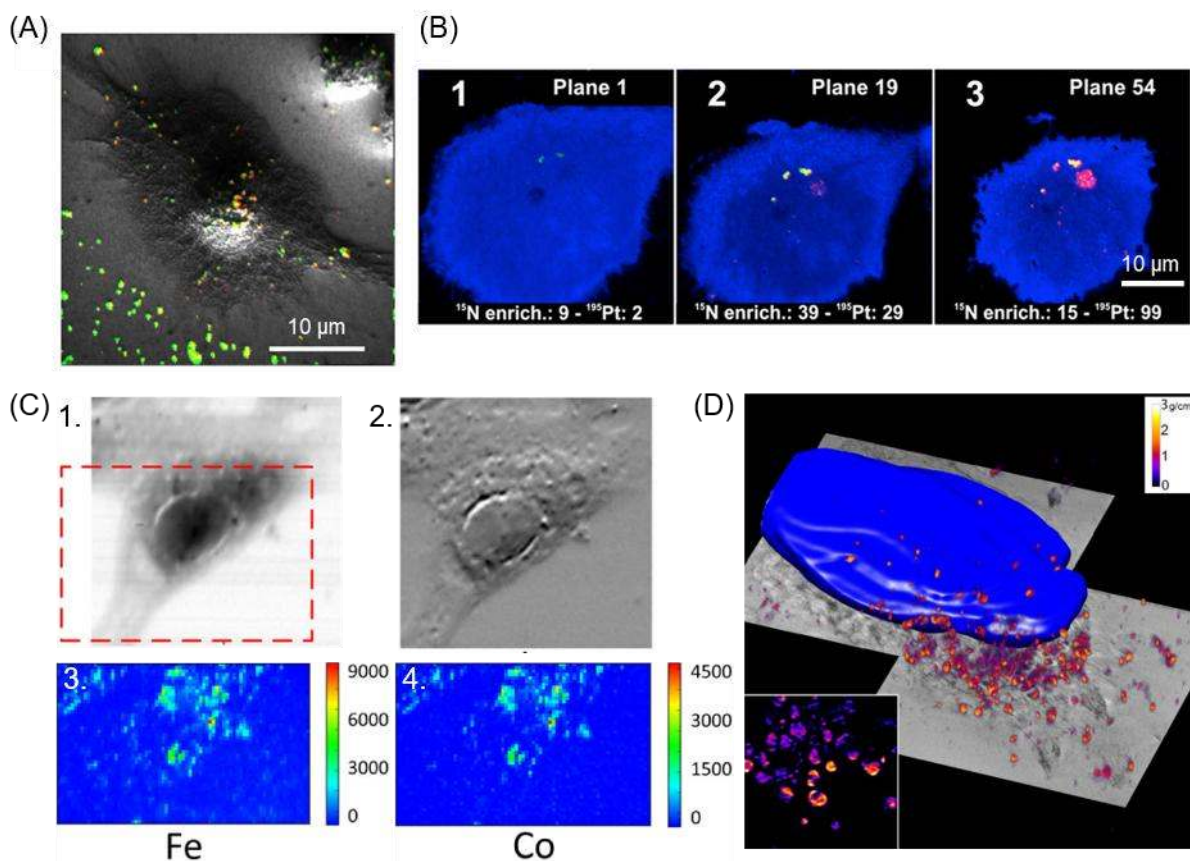 (A)
10 µm
(B)
1 Plane 1
¹⁵N enrich.: 9 - ¹⁹⁵Pt: 2
2 Plane 19
¹⁵N enrich.: 39 - ¹⁹⁵Pt: 29
3 Plane 54
10 µm
¹⁵N enrich.: 15 - ¹⁹⁵Pt: 99
(C)
1.
2.
3.
9000
6000
3000
0
Fe
4.
4500
3000
1500
0
Co
(D)
3 g/cm
2
1
0